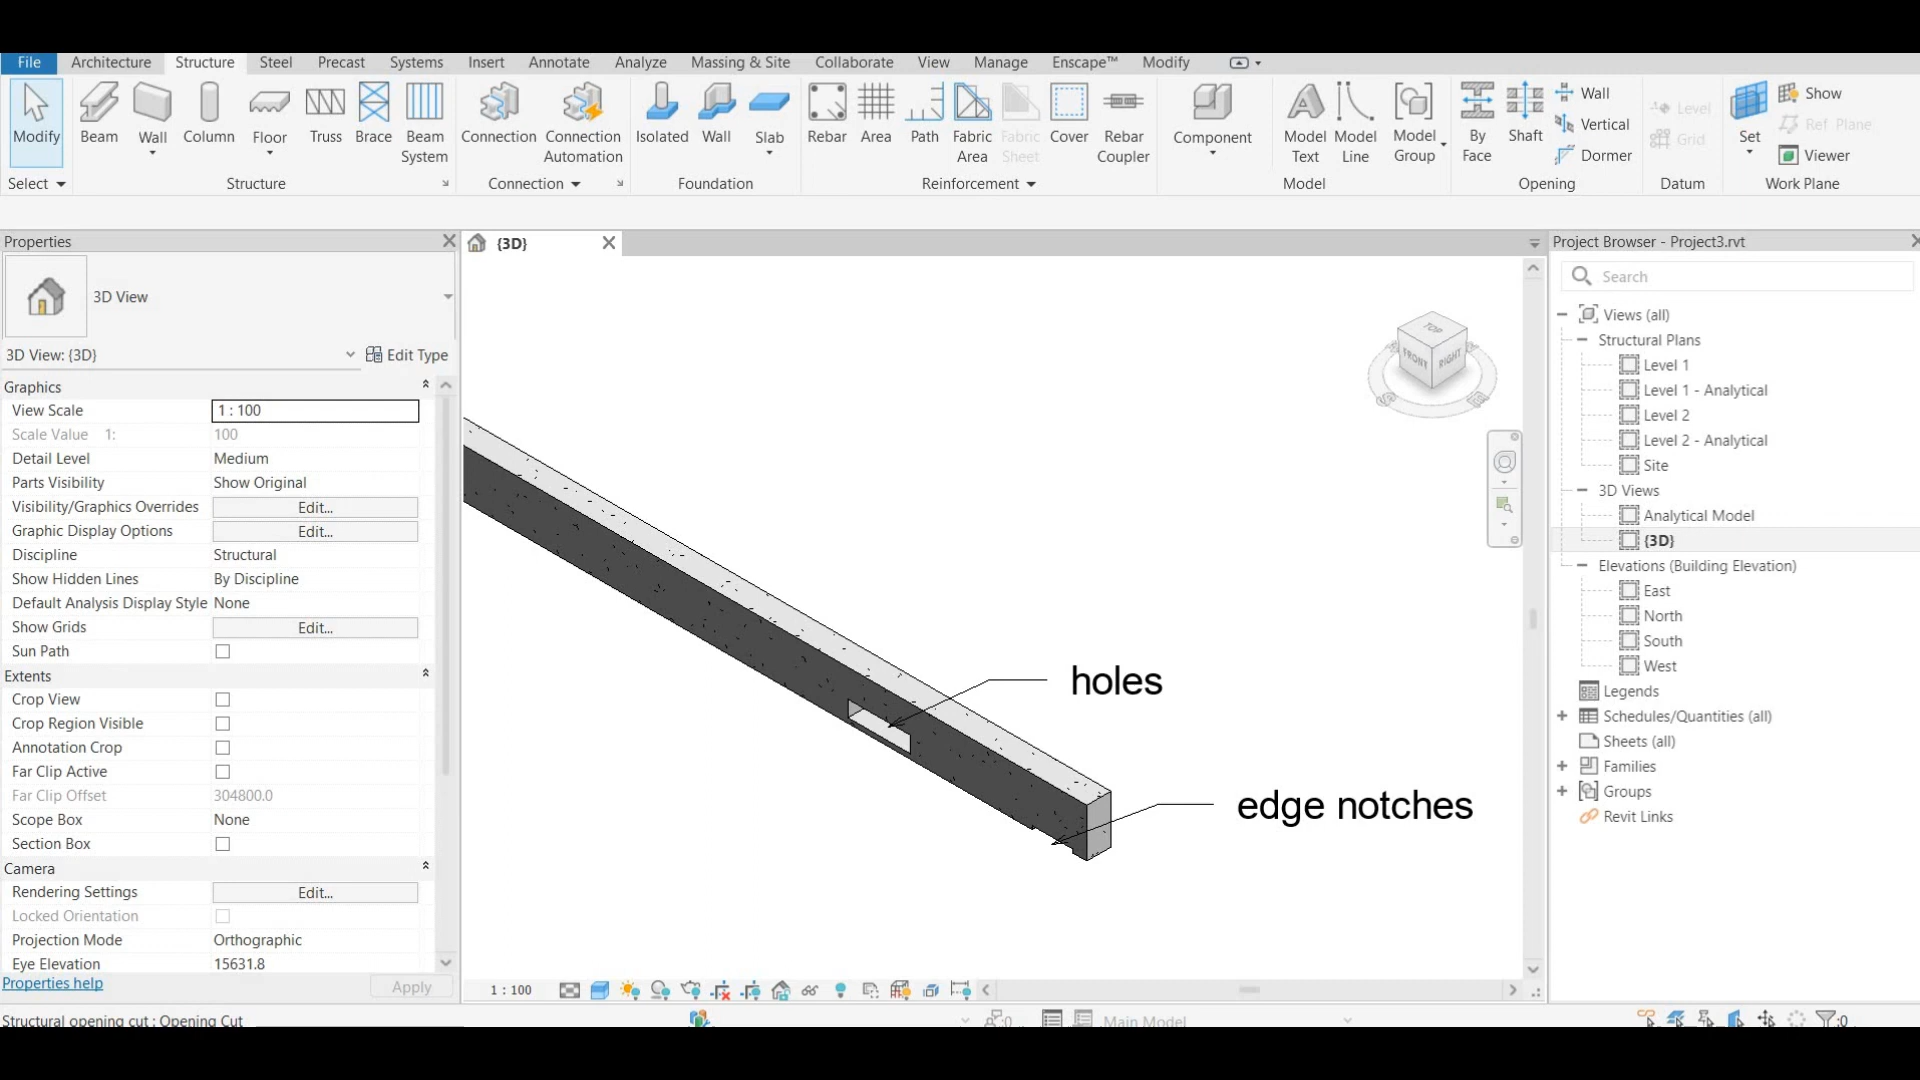 File Architecture Structure Steel Precast Systems Insert Annotate Analyze Massing & Site Collaborate View Manage Enscape™ Modify
Modify Beam Wall Column Floor Truss Brace Beam System Connection Connection Automation Isolated Wall Slab Rebar Area Path Fabric Area Fabric Sheet Cover Rebar Coupler Component Model Text Model Line Model Group By Face Shaft Wall Vertical Dormer Level Grid Set Show Ref Plane Viewer
Select Structure Connection Foundation Reinforcement Model Opening Datum Work Plane
Properties
3D View
3D View: {3D} Edit Type
Graphics
View Scale 1 : 100
Scale Value 1: 100
Detail Level Medium
Parts Visibility Show Original
Visibility/Graphics Overrides Edit...
Graphic Display Options Edit...
Discipline Structural
Show Hidden Lines By Discipline
Default Analysis Display Style None
Show Grids Edit...
Sun Path
Extents
Crop View
Crop Region Visible
Annotation Crop
Far Clip Active
Far Clip Offset 304800.0
Scope Box None
Section Box
Camera
Rendering Settings Edit...
Locked Orientation
Projection Mode Orthographic
Eye Elevation 15631.8
Properties help Apply
{3D}
TOP
FRONT RIGHT
holes
edge notches
1 : 100
Project Browser - Project3.rvt
Search
Views (all)
Structural Plans
Level 1
Level 1 - Analytical
Level 2
Level 2 - Analytical
Site
3D Views
Analytical Model
{3D}
Elevations (Building Elevation)
East
North
South
West
Legends
Schedules/Quantities (all)
Sheets (all)
Families
Groups
Revit Links
Structural opening cut : Opening Cut :0 Main Model :0